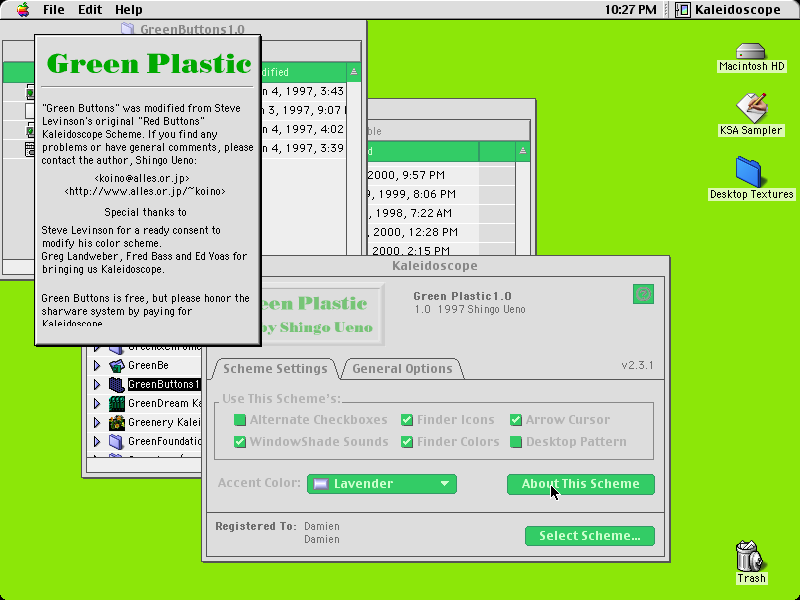 File Edit Help
10:27 PM
Kaleidoscope
GreenButtons1.0
Green Plastic
"Green Buttons" was modified from Steve
Levinson's original "Red Buttons"
Kaleidoscope Scheme. If you find any
problems or have general comments, please
contact the author, Shingo Ueno:
<koino@alles.or.jp>
<http://www.alles.or.jp/~koino>
Special thanks to
Steve Levinson for a ready consent to
modify his color scheme.
Greg Landweber, Fred Bass and Ed Yoas for
bringing us Kaleidoscope.
Green Buttons is free, but please honor the
sharware system by paying for
Kaleidoscope
dified
n 4, 1997, 3:43
n 3, 1997, 9:07
n 4, 1997, 4:02
n 4, 1997, 3:39
ble
d
2000, 9:57 PM
9, 1999, 8:06 PM
, 1998, 7:22 AM
, 2000, 12:28 PM
2000, 2:15 PM
Macintosh HD
KSA Sampler
Desktop Textures
Trash
GreenBe
GreenButtons1
GreenDream Ka
Greenery Kalei
GreenFoundatio
Kaleidoscope
een Plastic
by Shingo Ueno
Green Plastic1.0
1.0 1997 Shingo Ueno
Scheme Settings
General Options
v2.3.1
Use This Scheme's:
Alternate Checkboxes
Finder Icons
Arrow Cursor
WindowShade Sounds
Finder Colors
Desktop Pattern
Accent Color:
Lavender
About This Scheme
Registered To: Damien
Damien
Select Scheme...